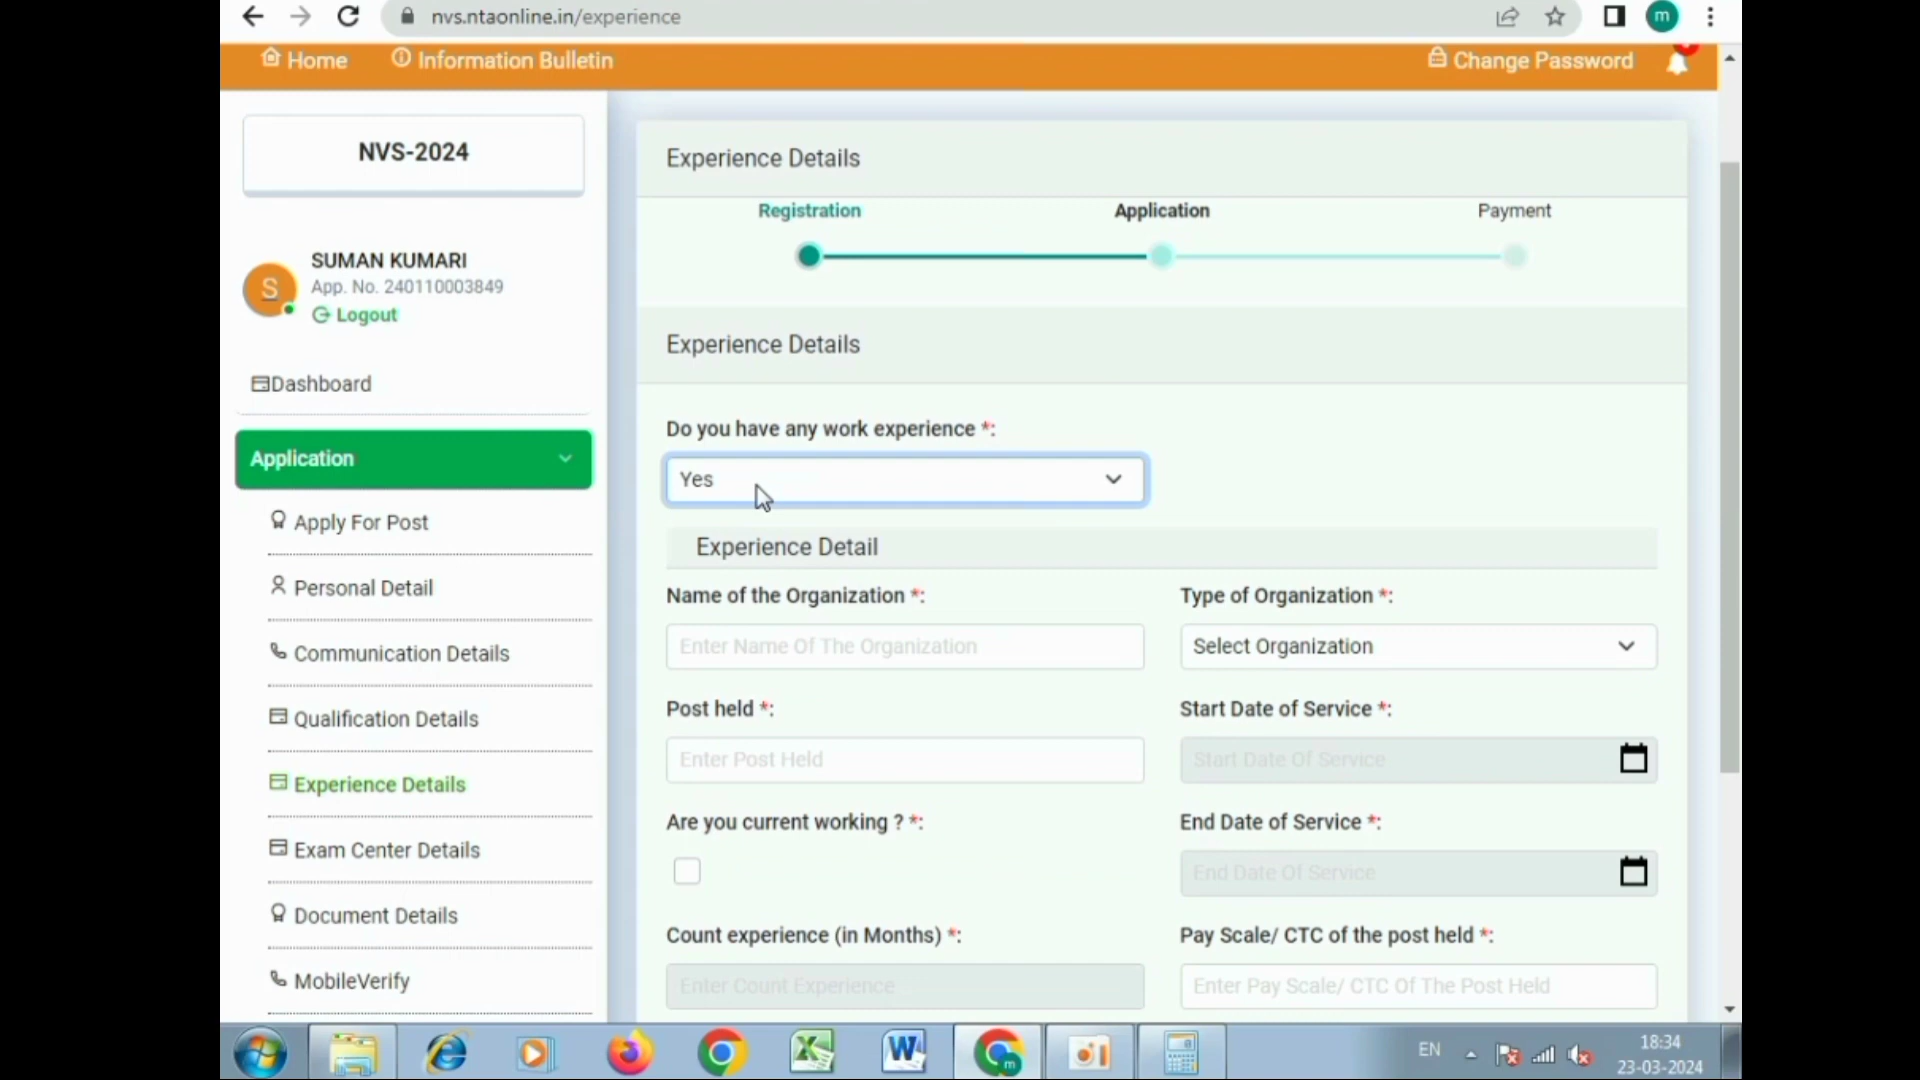 nvs.ntaonline.in/experience
m
Home
Information Bulletin
Change Password
NVS-2024
S
SUMAN KUMARI
App. No. 240110003849
Logout
Dashboard
Application
Apply For Post
Personal Detail
Communication Details
Qualification Details
Experience Details
Exam Center Details
Document Details
MobileVerify
Experience Details
Registration
Application
Payment
Experience Details
Do you have any work experience *:
Yes
Experience Detail
Name of the Organization *:
Type of Organization *:
Enter Name Of The Organization
Select Organization
Post held *:
Start Date of Service *:
Enter Post Held
Start Date Of Service
Are you current working ? *:
End Date of Service *:
End Date Of Service
Count experience (in Months) *:
Pay Scale/ CTC of the post held *:
Enter Count Experience
Enter Pay Scale/ CTC Of The Post Held
EN
18:34
23-03-2024